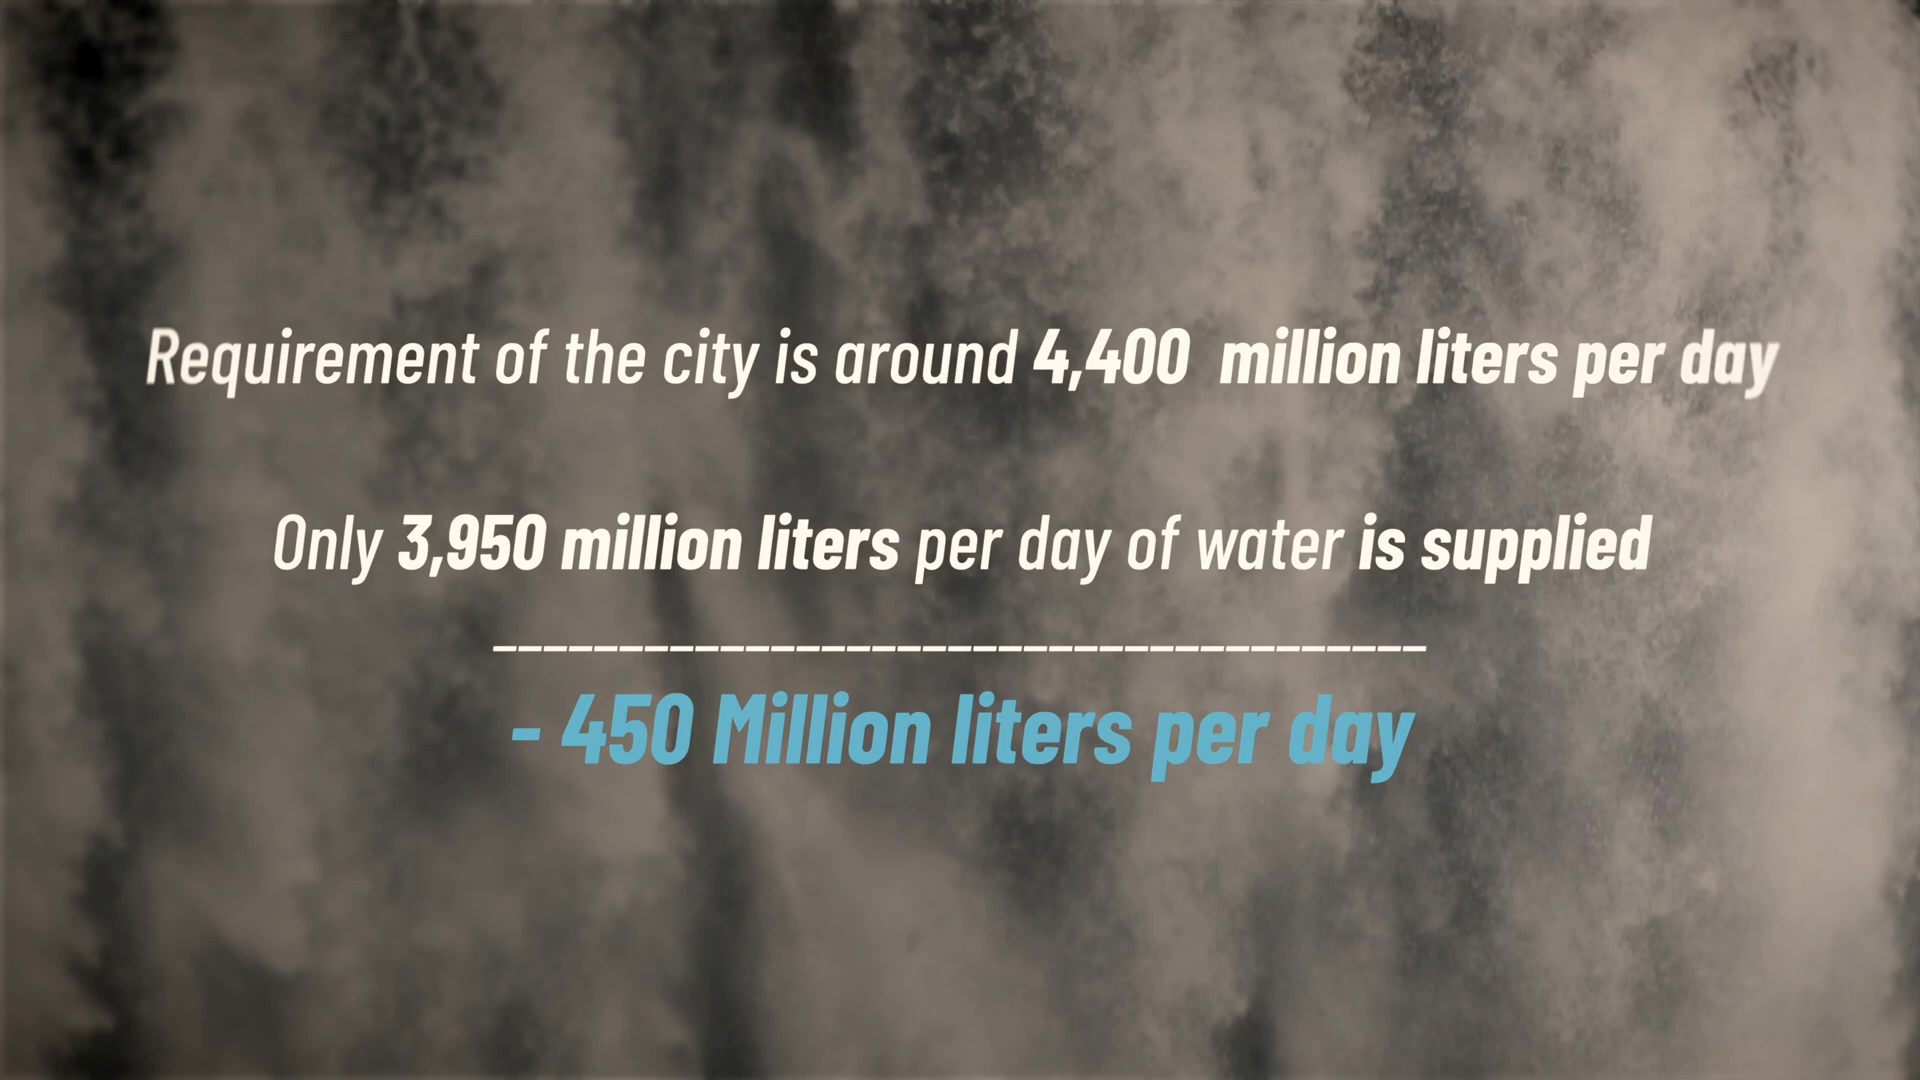 Requirement of the city is around 4,400 million liters per day
Only 3,950 million liters per day of water is supplied
- 450 Million liters per day